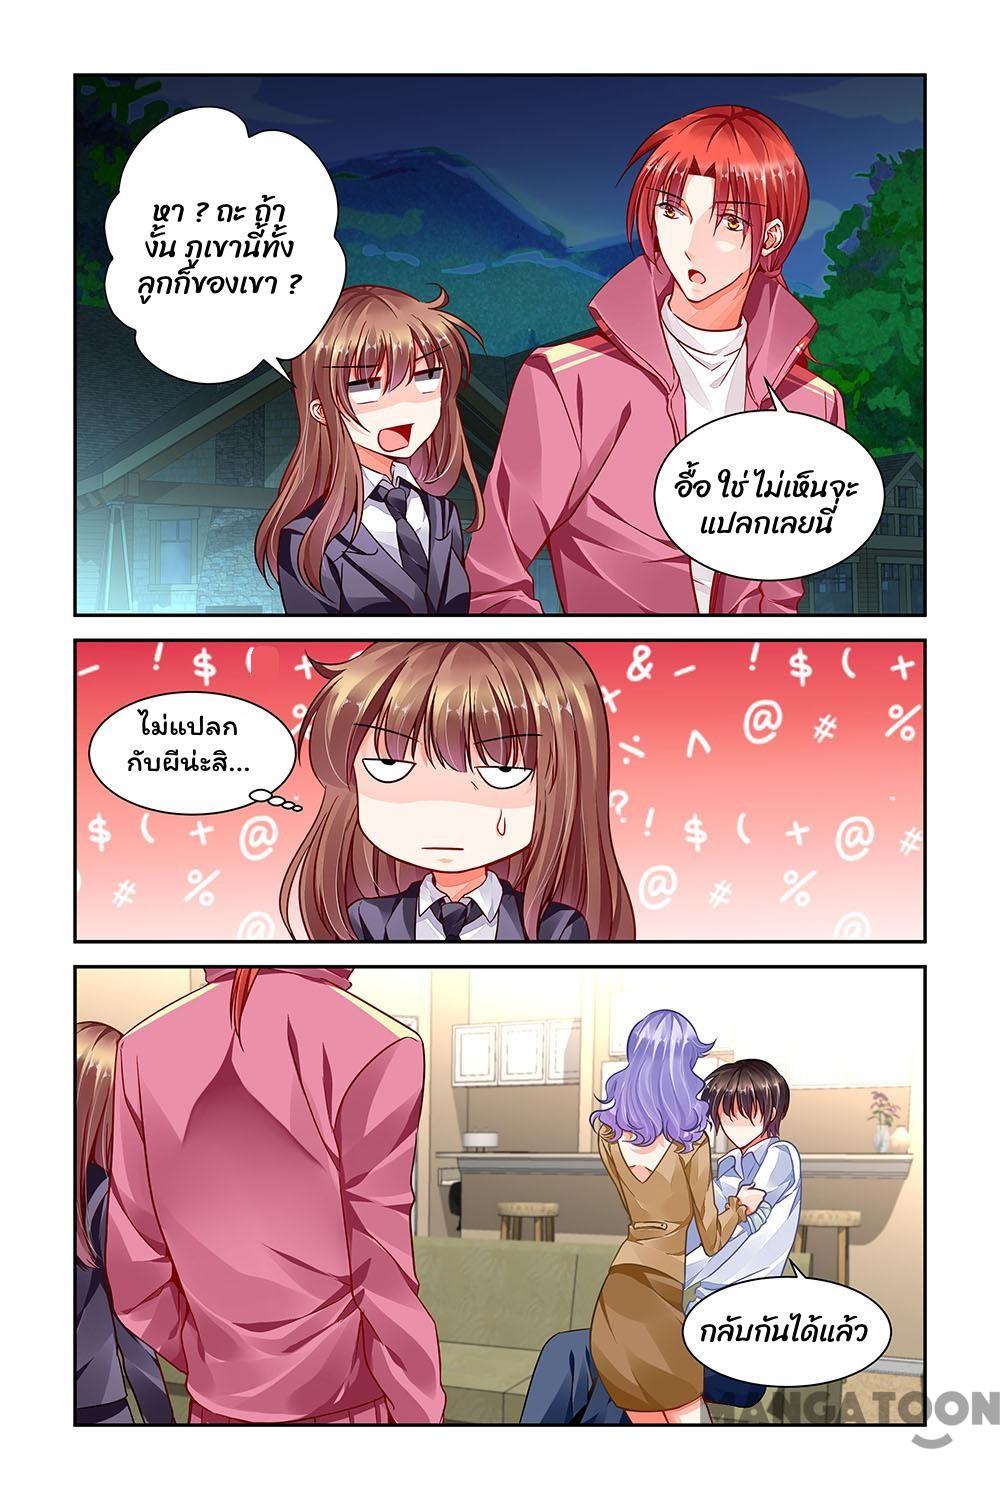 หา ? ถะ ถ้า
งั้น ภูเขานี้ทั้ง
ลูกก็ของเขา ?
อื้อ ใช่ ไม่เห็นจะ
แปลกเลยนี่
ไม่แปลก
กับผีน่ะสิ...
กลับกันได้แล้ว
MANGATOON